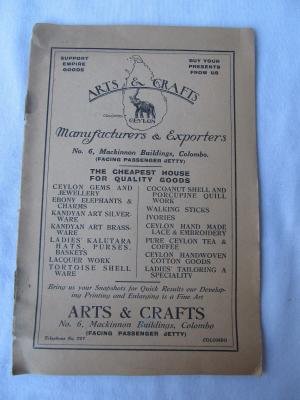 SUPPORT EMPIRE GOODS
BUY YOUR PRESENTS FROM US
ARTS & CRAFTS
COLOMBO
CEYLON
Manufacturers & Exporters
No. 6, Mackinnon Buildings, Colombo.
(FACING PASSENGER JETTY)
THE CHEAPEST HOUSE
FOR QUALITY GOODS
CEYLON GEMS AND
JEWELLERY
EBONY ELEPHANTS &
CHARMS
KANDYAN ART SILVER-
WARE
KANDYAN ART BRASS-
WARE
LADIES' KALUTARA
HATS, PURSES,
BASKETS
LACQUER WORK
TORTOISE SHELL
WARE
COCOANUT SHELL AND
PORCUPINE QUILL
WORK
WALKING STICKS
IVORIES
CEYLON HAND MADE
LACE & EMBROIDERY
PURE CEYLON TEA &
COFFEE
CEYLON HANDWOVEN
COTTON GOODS
LADIES' TAILORING A
SPECIALITY
Bring us your Snapshots for Quick Results our Develop-
ing Printing and Enlarging is a Fine Art
ARTS & CRAFTS
No. 6, Mackinnon Buildings, Colombo
(FACING PASSENGER JETTY)
Telephone No.
COLOMBO